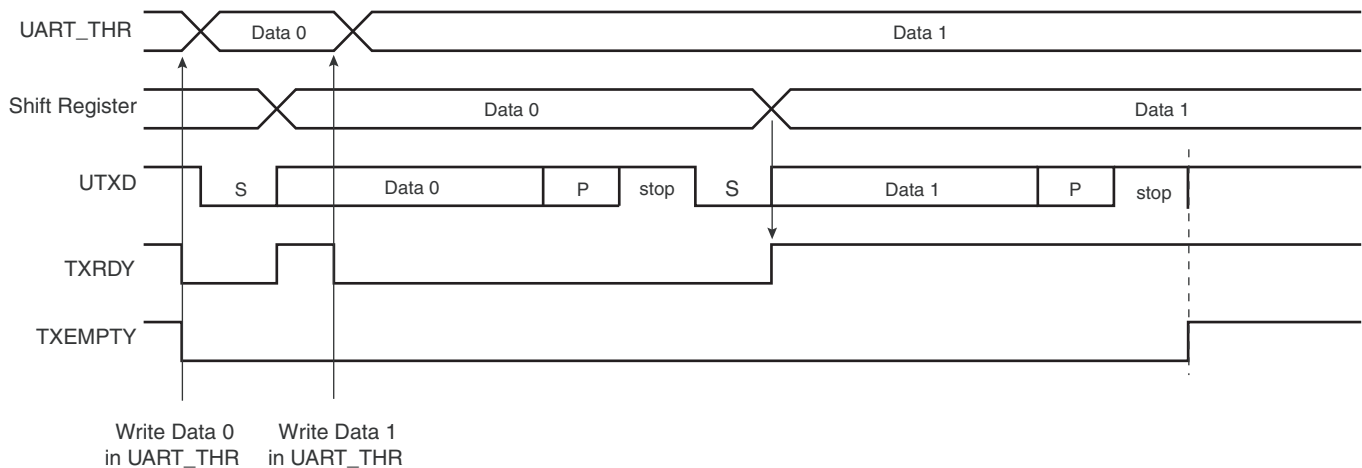 UART_THR
Data 0
Data 1
Shift Register
Data 0
Data 1
UTXD
S
Data 0
P
stop
S
Data 1
P
stop
TXRDY
TXEMPTY
Write Data 0
in UART_THR
Write Data 1
in UART_THR